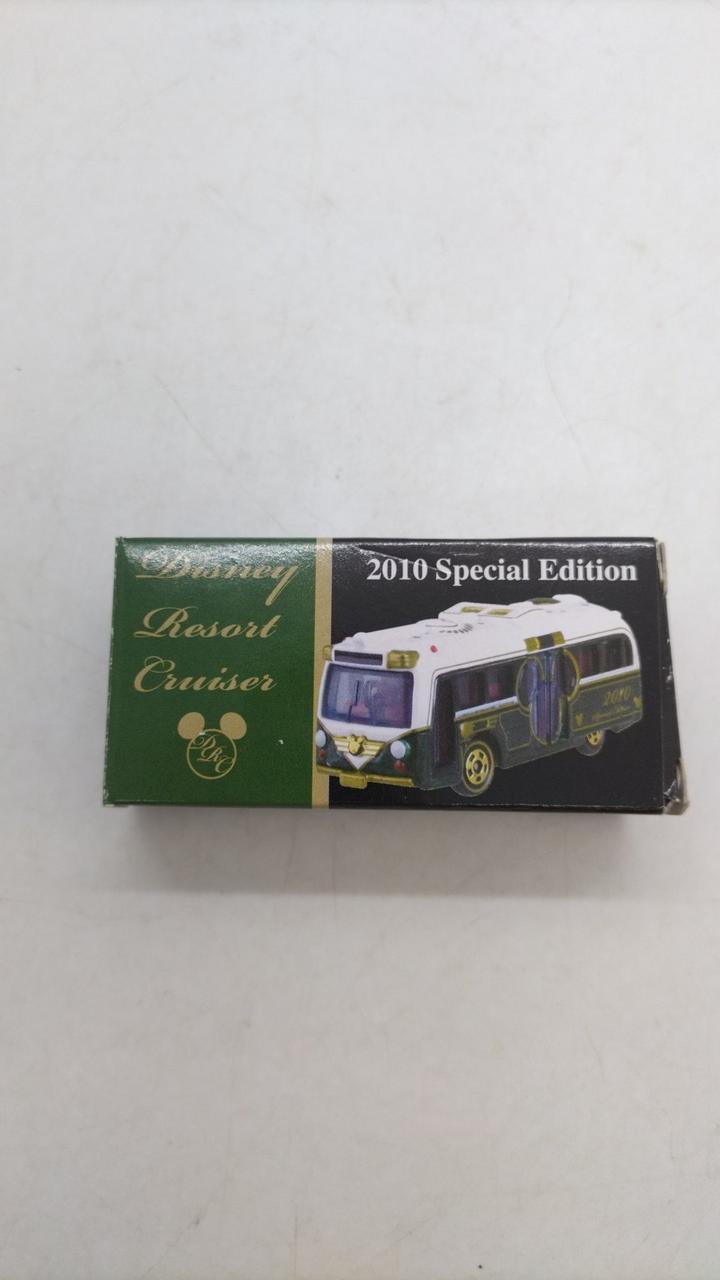 Disney
Resort
Cruiser
DRC
2010 Special Edition
2010